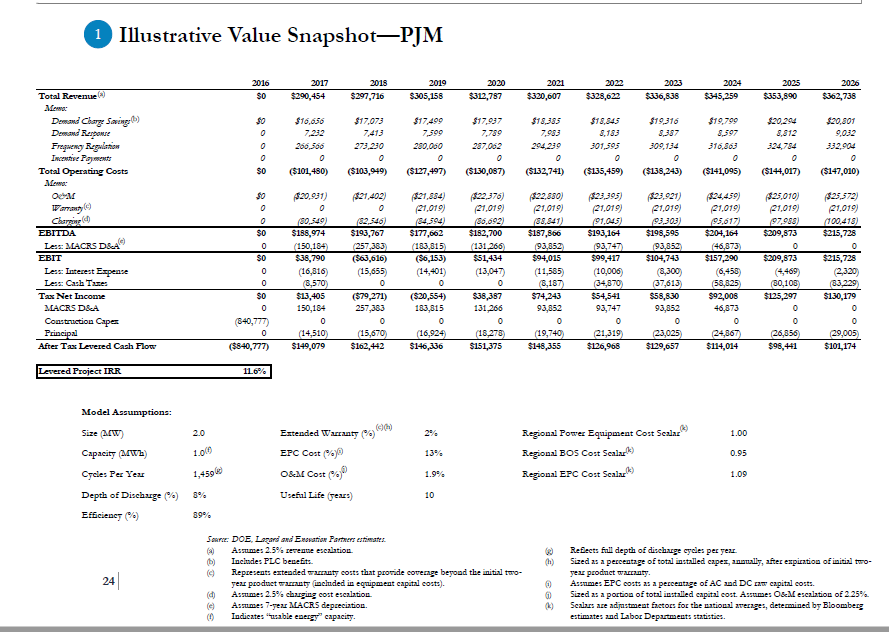 1 Illustrative Value Snapshot—PJM
2016 2017 2018 2019 2020 2021 2022 2023 2024 2025 2026
Total Revenue(a) $0 $290,454 $297,716 $305,158 $312,787 $320,607 $328,622 $336,838 $345,259 $353,890 $362,738
Memo:
Demand Charge Savings(b) $0 $16,656 $17,073 $17,499 $17,937 $18,385 $18,845 $19,316 $19,799 $20,294 $20,801
Demand Response 0 7,232 7,413 7,599 7,789 7,983 8,183 8,387 8,597 8,812 9,032
Frequency Regulation 0 266,566 273,230 280,060 287,062 294,239 301,595 309,134 316,863 324,784 332,904
Incentive Payments 0 0 0 0 0 0 0 0 0 0 0
Total Operating Costs $0 ($101,480) ($103,949) ($127,497) ($130,087) ($132,741) ($135,459) ($138,243) ($141,095) ($144,017) ($147,010)
Memo:
O&M $0 ($20,931) ($21,402) ($21,884) ($22,376) ($22,880) ($23,395) ($23,921) ($24,459) ($25,010) ($25,572)
Warranty(c) 0 0 0 (21,019) (21,019) (21,019) (21,019) (21,019) (21,019) (21,019) (21,019)
Charging(d) 0 (80,549) (82,546) (84,594) (86,692) (88,841) (91,045) (93,303) (95,617) (97,988) (100,418)
EBITDA $0 $188,974 $193,767 $177,662 $182,700 $187,866 $193,164 $198,595 $204,164 $209,873 $215,728
Less: MACRS D&A(e) 0 (150,184) (257,383) (183,815) (131,266) (93,852) (93,747) (93,852) (46,873) 0 0
EBIT $0 $38,790 ($63,616) ($6,153) $51,434 $94,015 $99,417 $104,743 $157,290 $209,873 $215,728
Less: Interest Expense 0 (16,816) (15,655) (14,401) (13,047) (11,585) (10,006) (8,300) (6,458) (4,469) (2,320)
Less: Cash Taxes 0 (8,570) 0 0 0 (8,187) (34,870) (37,613) (58,825) (80,108) (83,229)
Tax Net Income $0 $13,405 ($79,271) ($20,554) $38,387 $74,243 $54,541 $58,830 $92,008 $125,297 $130,179
MACRS D&A 0 150,184 257,383 183,815 131,266 93,852 93,747 93,852 46,873 0 0
Construction Capex (840,777) 0 0 0 0 0 0 0 0 0 0
Principal 0 (14,510) (15,670) (16,924) (18,278) (19,740) (21,319) (23,025) (24,867) (26,856) (29,005)
After Tax Levered Cash Flow ($840,777) $149,079 $162,442 $146,336 $151,375 $148,355 $126,968 $129,657 $114,014 $98,441 $101,174
Levered Project IRR 11.6%
Model Assumptions:
Size (MW) 2.0 Extended Warranty (%)(c)(h) 2% Regional Power Equipment Cost Scalar(k) 1.00
Capacity (MWh) 1.0(f) EPC Cost (%)(i) 13% Regional BOS Cost Scalar(k) 0.95
Cycles Per Year 1,459(g) O&M Cost (%)(j) 1.9% Regional EPC Cost Scalar(k) 1.09
Depth of Discharge (%) 8% Useful Life (years) 10
Efficiency (%) 89%
Source: DOE, Lazard and Enovation Partners estimates.
(a) Assumes 2.5% revenue escalation.
(b) Includes PLC benefits.
(c) Represents extended warranty costs that provide coverage beyond the initial two-
year product warranty (included in equipment capital costs).
(d) Assumes 2.5% charging cost escalation.
(e) Assumes 7-year MACRS depreciation.
(f) Indicates “usable energy” capacity.
(g) Reflects full depth of discharge cycles per year.
(h) Sized as a percentage of total installed capex, annually, after expiration of initial two-
year product warranty.
(i) Assumes EPC costs as a percentage of AC and DC raw capital costs.
(j) Sized as a portion of total installed capital cost. Assumes O&M escalation of 2.25%.
(k) Scalars are adjustment factors for the national averages, determined by Bloomberg
estimates and Labor Departments statistics.
24